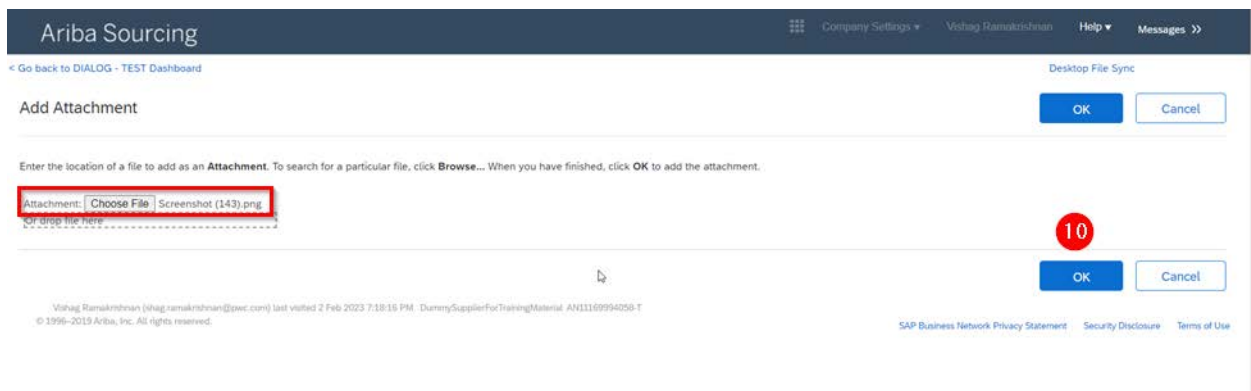 Ariba Sourcing
Company Settings ▾ Vishag Ramakrishnan Help ▾ Messages >>
< Go back to DIALOG - TEST Dashboard
Desktop File Sync
Add Attachment
OK Cancel
Enter the location of a file to add as an Attachment. To search for a particular file, click Browse... When you have finished, click OK to add the attachment.
Attachment: Choose File Screenshot (143).png
Or drop file here
10
OK Cancel
Vishag Ramakrishnan (shag.ramakrishnan@pwc.com) last visited 2 Feb 2023 7:18:16 PM DummySupplierForTrainingMaterial AN11169994058-T
© 1996–2019 Ariba, Inc. All rights reserved.
SAP Business Network Privacy Statement Security Disclosure Terms of Use